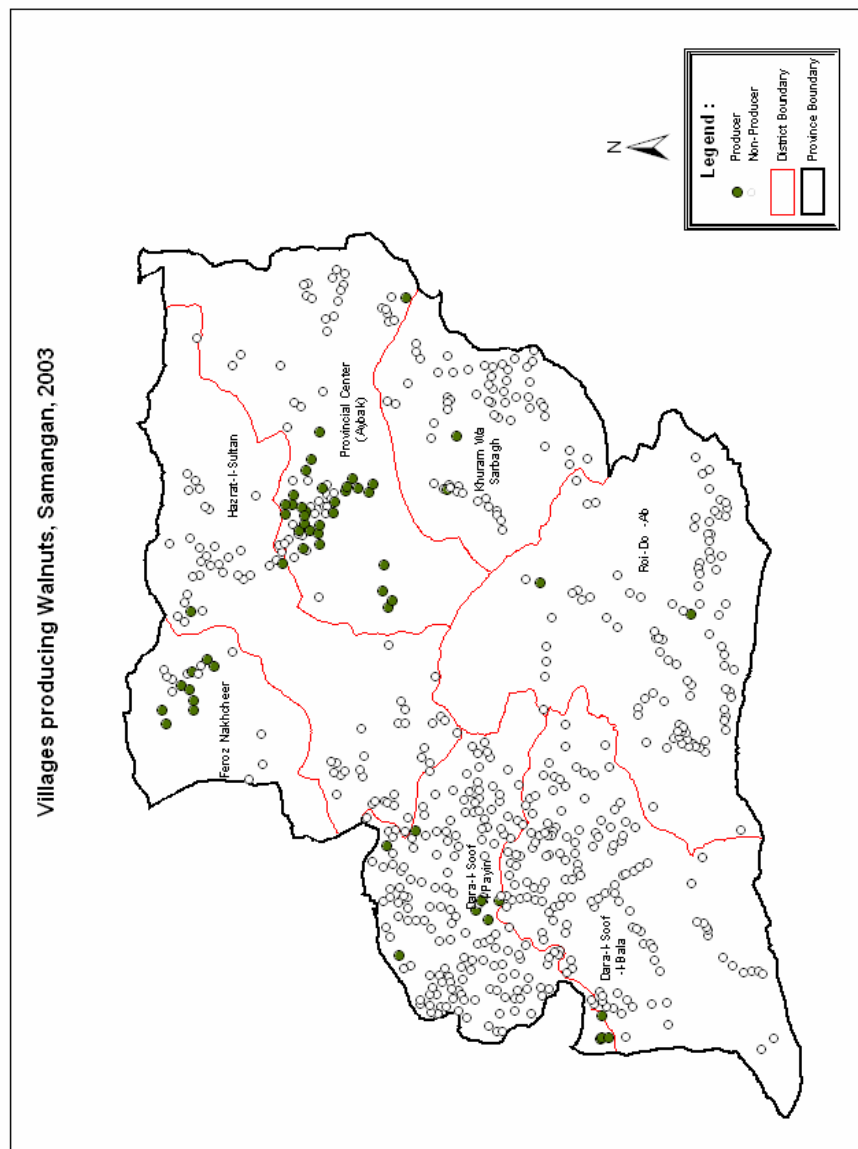 Villages producing Walnuts, Samangan, 2003
N
Legend :
Producer
Non-Producer
District Boundary
Province Boundary
Hazrat-I-Sultan
Feroz Nakhcheer
Provincial Center
(Aybak)
Khuram Wa
Sarbagh
Roi-Do -Ab
Dara-I-Soof
Payin
Dara-I-Soof
-I-Bala